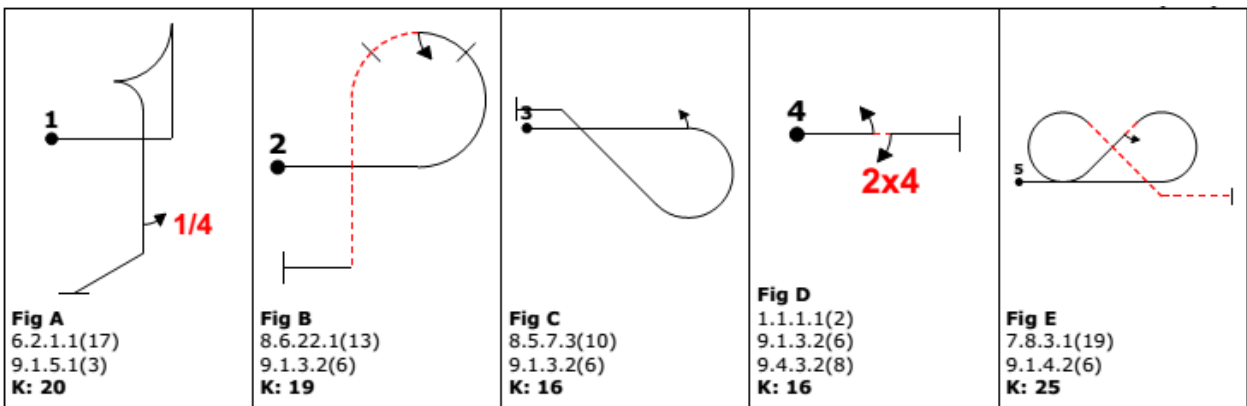 1
1/4
Fig A
6.2.1.1(17)
9.1.5.1(3)
K: 20
2
Fig B
8.6.22.1(13)
9.1.3.2(6)
K: 19
3
Fig C
8.5.7.3(10)
9.1.3.2(6)
K: 16
4
2x4
Fig D
1.1.1.1(2)
9.1.3.2(6)
9.4.3.2(8)
K: 16
5
Fig E
7.8.3.1(19)
9.1.4.2(6)
K: 25